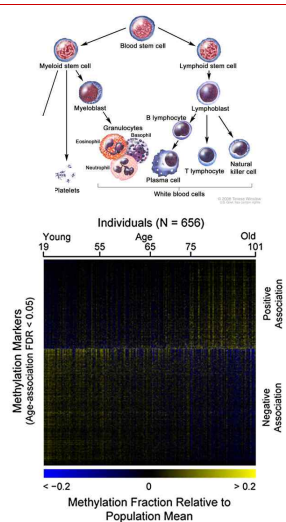 Blood stem cell
Myeloid stem cell
Lymphoid stem cell
Myeloblast
Lymphoblast
Granulocytes
B lymphocyte
Eosinophil
Basophil
Neutrophil
Platelets
Plasma cell
T lymphocyte
Natural
killer cell
White blood cells
Individuals (N = 656)
Young Age Old
19 55 65 75 101
Methylation Markers
(Age-association FDR < 0.05)
Positive
Association
Negative
Association
< −0.2 0 > 0.2
Methylation Fraction Relative to
Population Mean